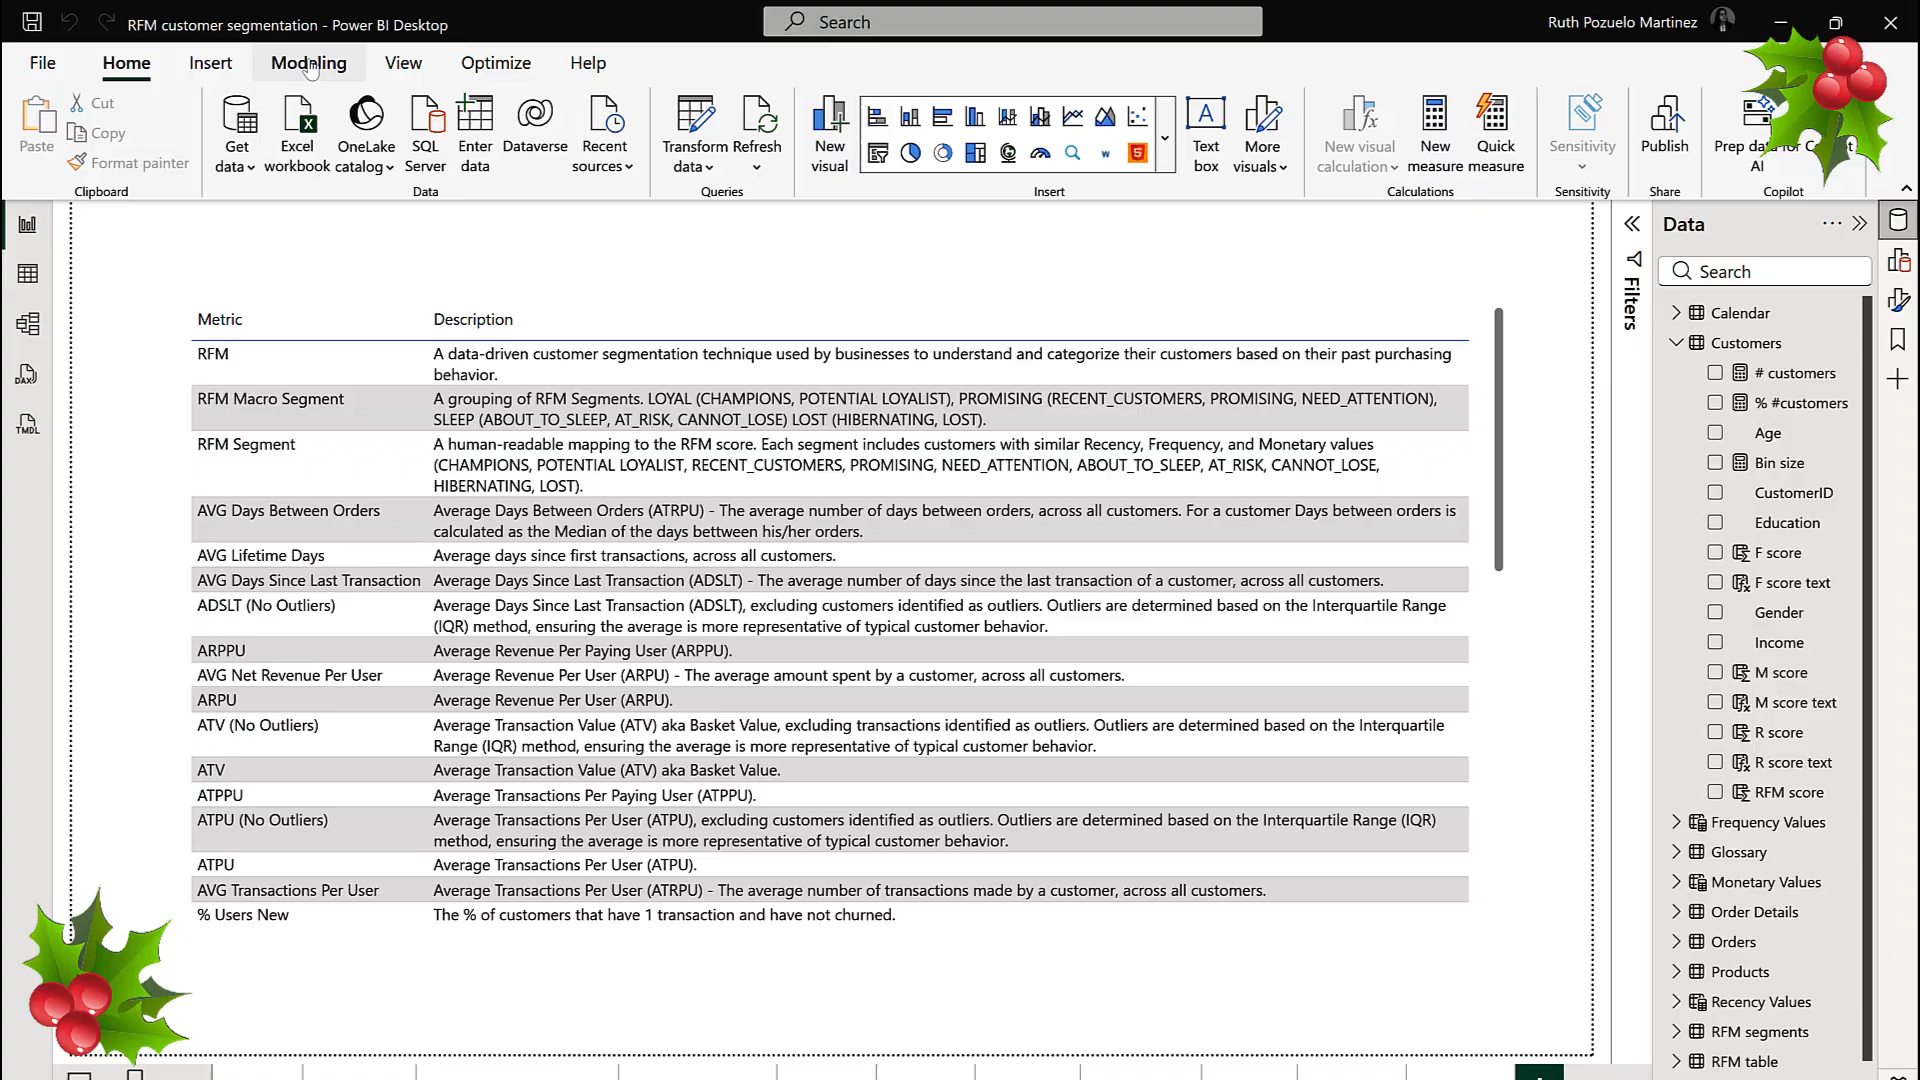 RFM customer segmentation - Power BI Desktop
Search
Ruth Pozuelo Martinez
File
Home
Insert
Modeling
View
Optimize
Help
Paste
Cut
Copy
Format painter
Clipboard
Get data
Excel workbook
OneLake catalog
SQL Server
Enter data
Dataverse
Recent sources
Data
Transform data
Refresh
Queries
New visual
Insert
Text box
More visuals
New visual calculation
New measure
Quick measure
Calculations
Sensitivity
Sensitivity
Publish
Share
Prep data for
AI
Copilot
Metric Description
RFM A data-driven customer segmentation technique used by businesses to understand and categorize their customers based on their past purchasing
behavior.
RFM Macro Segment A grouping of RFM Segments. LOYAL (CHAMPIONS, POTENTIAL LOYALIST), PROMISING (RECENT_CUSTOMERS, PROMISING, NEED_ATTENTION),
SLEEP (ABOUT_TO_SLEEP, AT_RISK, CANNOT_LOSE) LOST (HIBERNATING, LOST).
RFM Segment A human-readable mapping to the RFM score. Each segment includes customers with similar Recency, Frequency, and Monetary values
(CHAMPIONS, POTENTIAL LOYALIST, RECENT_CUSTOMERS, PROMISING, NEED_ATTENTION, ABOUT_TO_SLEEP, AT_RISK, CANNOT_LOSE,
HIBERNATING, LOST).
AVG Days Between Orders Average Days Between Orders (ATRPU) - The average number of days between orders, across all customers. For a customer Days between orders is
calculated as the Median of the days bettween his/her orders.
AVG Lifetime Days Average days since first transactions, across all customers.
AVG Days Since Last Transaction Average Days Since Last Transaction (ADSLT) - The average number of days since the last transaction of a customer, across all customers.
ADSLT (No Outliers) Average Days Since Last Transaction (ADSLT), excluding customers identified as outliers. Outliers are determined based on the Interquartile Range
(IQR) method, ensuring the average is more representative of typical customer behavior.
ARPPU Average Revenue Per Paying User (ARPPU).
AVG Net Revenue Per User Average Revenue Per User (ARPU) - The average amount spent by a customer, across all customers.
ARPU Average Revenue Per User (ARPU).
ATV (No Outliers) Average Transaction Value (ATV) aka Basket Value, excluding transactions identified as outliers. Outliers are determined based on the Interquartile
Range (IQR) method, ensuring the average is more representative of typical customer behavior.
ATV Average Transaction Value (ATV) aka Basket Value.
ATPPU Average Transactions Per Paying User (ATPPU).
ATPU (No Outliers) Average Transactions Per User (ATPU), excluding customers identified as outliers. Outliers are determined based on the Interquartile Range (IQR)
method, ensuring the average is more representative of typical customer behavior.
ATPU Average Transactions Per User (ATPU).
AVG Transactions Per User Average Transactions Per User (ATRPU) - The average number of transactions made by a customer, across all customers.
% Users New The % of customers that have 1 transaction and have not churned.
Filters
Data
Search
Calendar
Customers
# customers
% #customers
Age
Bin size
CustomerID
Education
F score
F score text
Gender
Income
M score
M score text
R score
R score text
RFM score
Frequency Values
Glossary
Monetary Values
Order Details
Orders
Products
Recency Values
RFM segments
RFM table
DAX
TMDL